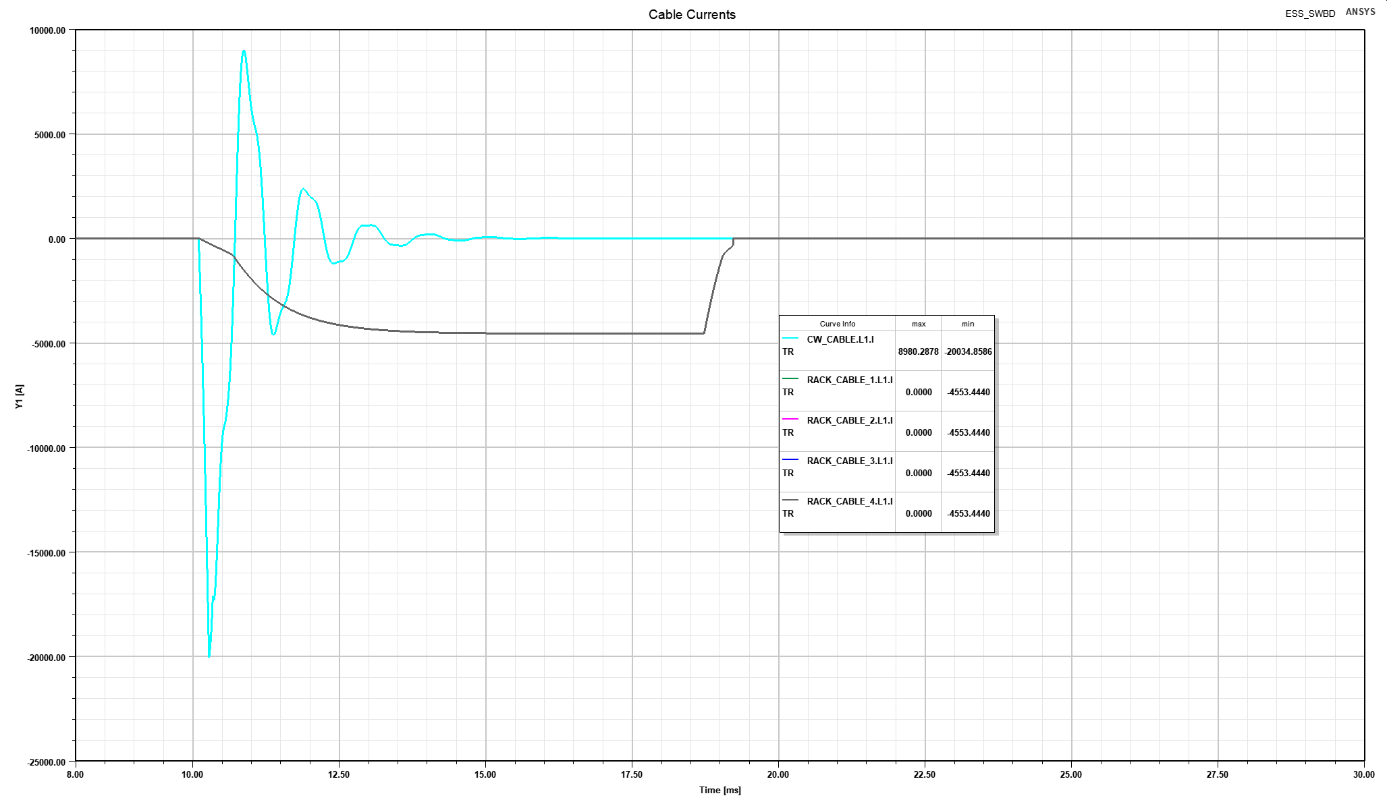 Cable Currents
ESS_SWBD ANSYS
10000.00
5000.00
0.00
-5000.00
-10000.00
-15000.00
-20000.00
-25000.00
Y1 [A]
8.00 10.00 12.50 15.00 17.50 20.00 22.50 25.00 27.50 30.00
Time [ms]
Curve Info max min
CW_CABLE.L1.I
TR 8980.2878 -20034.8586
RACK_CABLE_1.L1.I
TR 0.0000 -4553.4440
RACK_CABLE_2.L1.I
TR 0.0000 -4553.4440
RACK_CABLE_3.L1.I
TR 0.0000 -4553.4440
RACK_CABLE_4.L1.I
TR 0.0000 -4553.4440